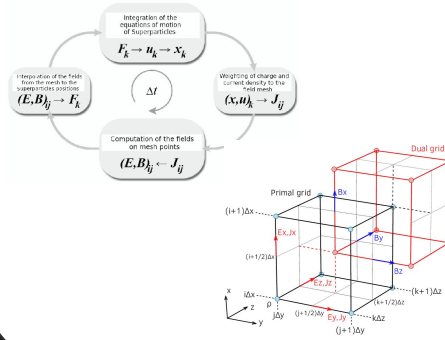 Integration of the
equations of motion
of Superparticles
F_k → u_k → x_k
Interpolation of the fields
from the mesh to the
Superparticles positions
(E,B)_ij → F_k
Δt
Weighting of charge and
current density to the
field mesh
(x,u)_k → J_ij
Computation of the fields
on mesh points
(E,B)_ij ← J_ij
Dual grid
Primal grid
Bx
(i+1)Δx
Ex,Jx
By
(i+1/2)Δx
Bz
iΔx
ρ
Ez,Jz
(k+1)Δz
(k+1/2)Δz
jΔy
(j+1/2)Δy
Ey,Jy
kΔz
(j+1)Δy
x
z
y